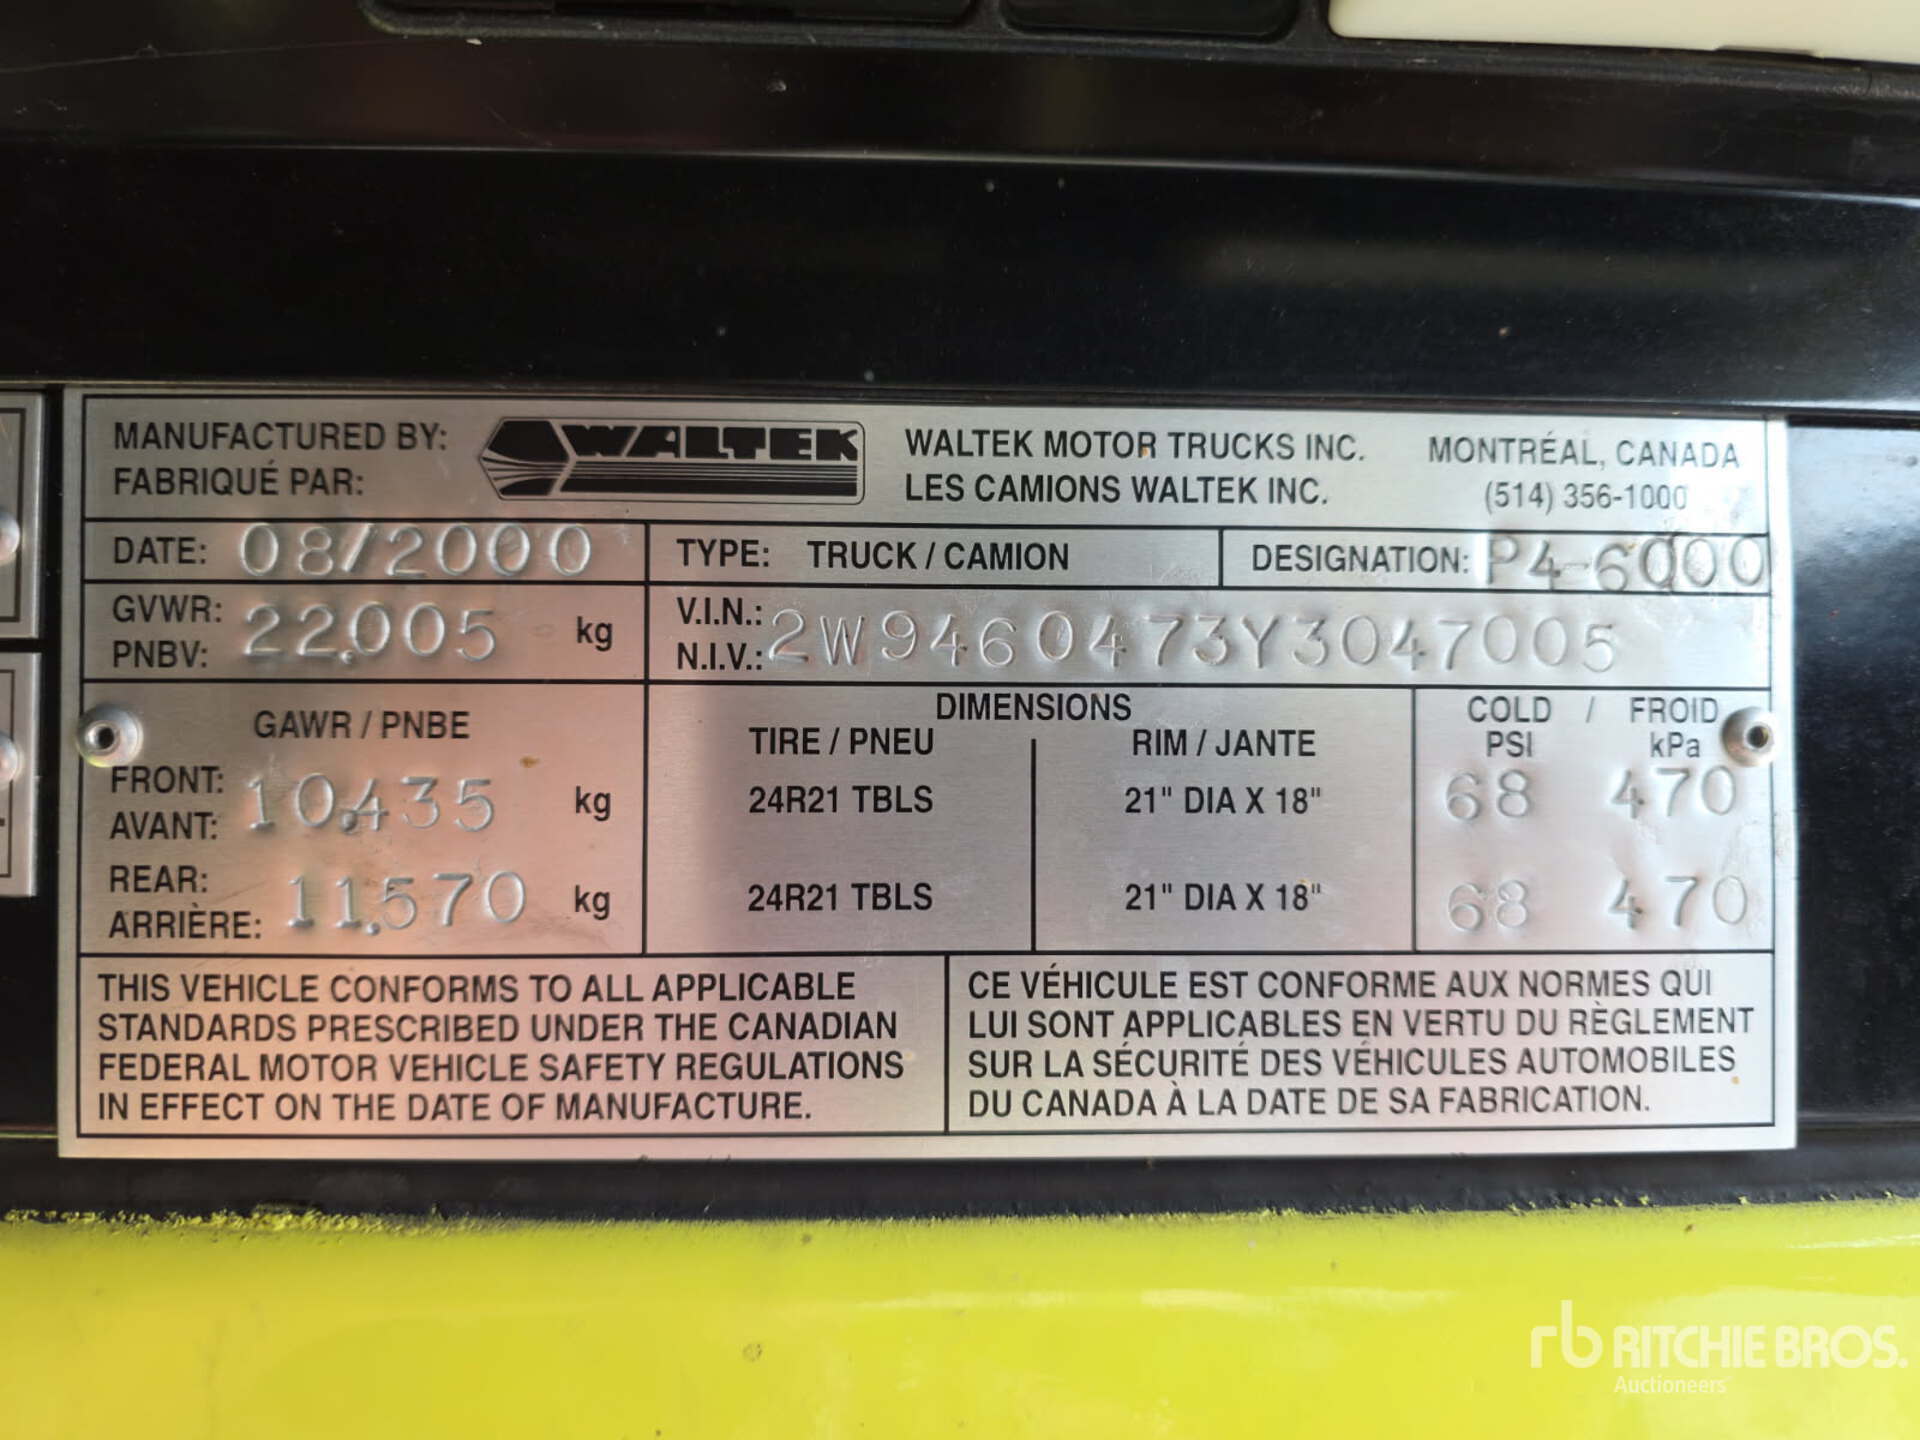 MANUFACTURED BY: WALTEK WALTEK MOTOR TRUCKS INC. MONTRÉAL, CANADA
FABRIQUÉ PAR: LES CAMIONS WALTEK INC. (514) 356-1000
DATE: 08/2000 TYPE: TRUCK / CAMION DESIGNATION: P4-6000
GVWR: 22,005 kg V.I.N.: 2W9460473Y3047005
PNBV: N.I.V.:
GAWR / PNBE DIMENSIONS COLD / FROID
TIRE / PNEU RIM / JANTE PSI kPa
FRONT: 10,435 kg 24R21 TBLS 21" DIA X 18" 68 470
AVANT:
REAR: 11,570 kg 24R21 TBLS 21" DIA X 18" 68 470
ARRIÈRE:
THIS VEHICLE CONFORMS TO ALL APPLICABLE
STANDARDS PRESCRIBED UNDER THE CANADIAN
FEDERAL MOTOR VEHICLE SAFETY REGULATIONS
IN EFFECT ON THE DATE OF MANUFACTURE.
CE VÉHICULE EST CONFORME AUX NORMES QUI
LUI SONT APPLICABLES EN VERTU DU RÈGLEMENT
SUR LA SÉCURITÉ DES VÉHICULES AUTOMOBILES
DU CANADA À LA DATE DE SA FABRICATION.
rb RITCHIE BROS.
Auctioneers